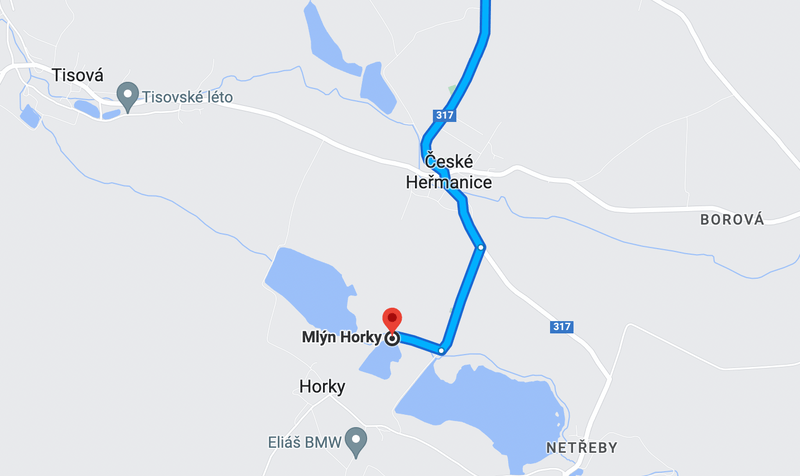 Tisová
Tisovské léto
317
České
Heřmanice
BOROVÁ
317
Mlýn Horky
Horky
Eliáš BMW
NETŘEBY